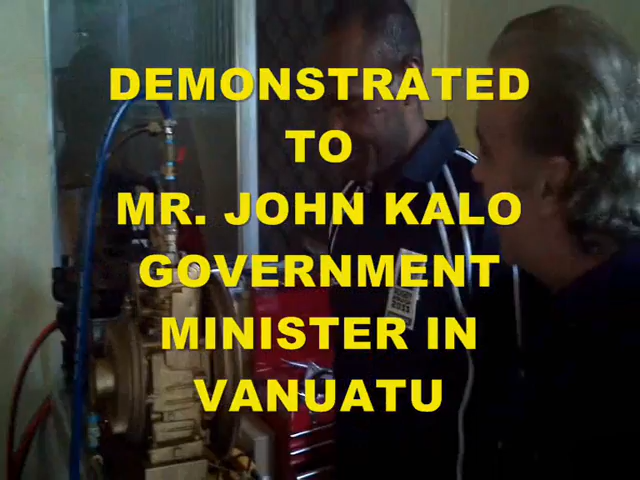 DEMONSTRATED
TO
MR. JOHN KALO
GOVERNMENT
MINISTER IN
VANUATU